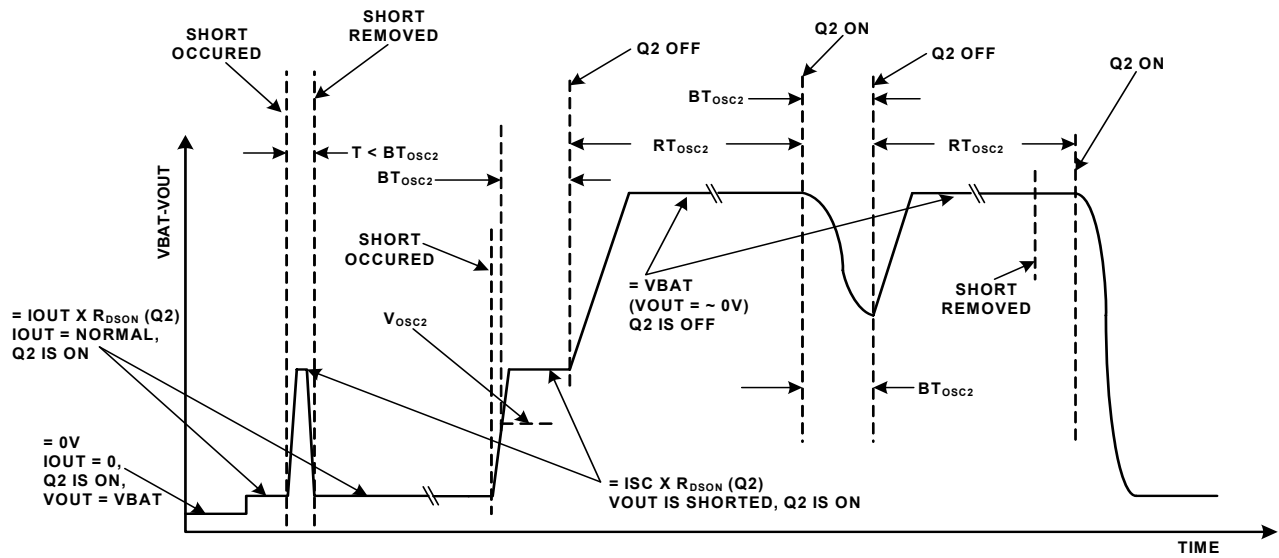 SHORT
REMOVED
SHORT
OCCURED
Q2 OFF
Q2 ON
Q2 OFF
Q2 ON
BTOSC2
T < BTOSC2
RTOSC2
RTOSC2
BTOSC2
VBAT-VOUT
SHORT
OCCURED
= VBAT
(VOUT = ~ 0V)
Q2 IS OFF
SHORT
REMOVED
= IOUT X RDSON (Q2)
IOUT = NORMAL,
Q2 IS ON
VOSC2
BTOSC2
= 0V
IOUT = 0,
Q2 IS ON,
VOUT = VBAT
= ISC X RDSON (Q2)
VOUT IS SHORTED, Q2 IS ON
TIME